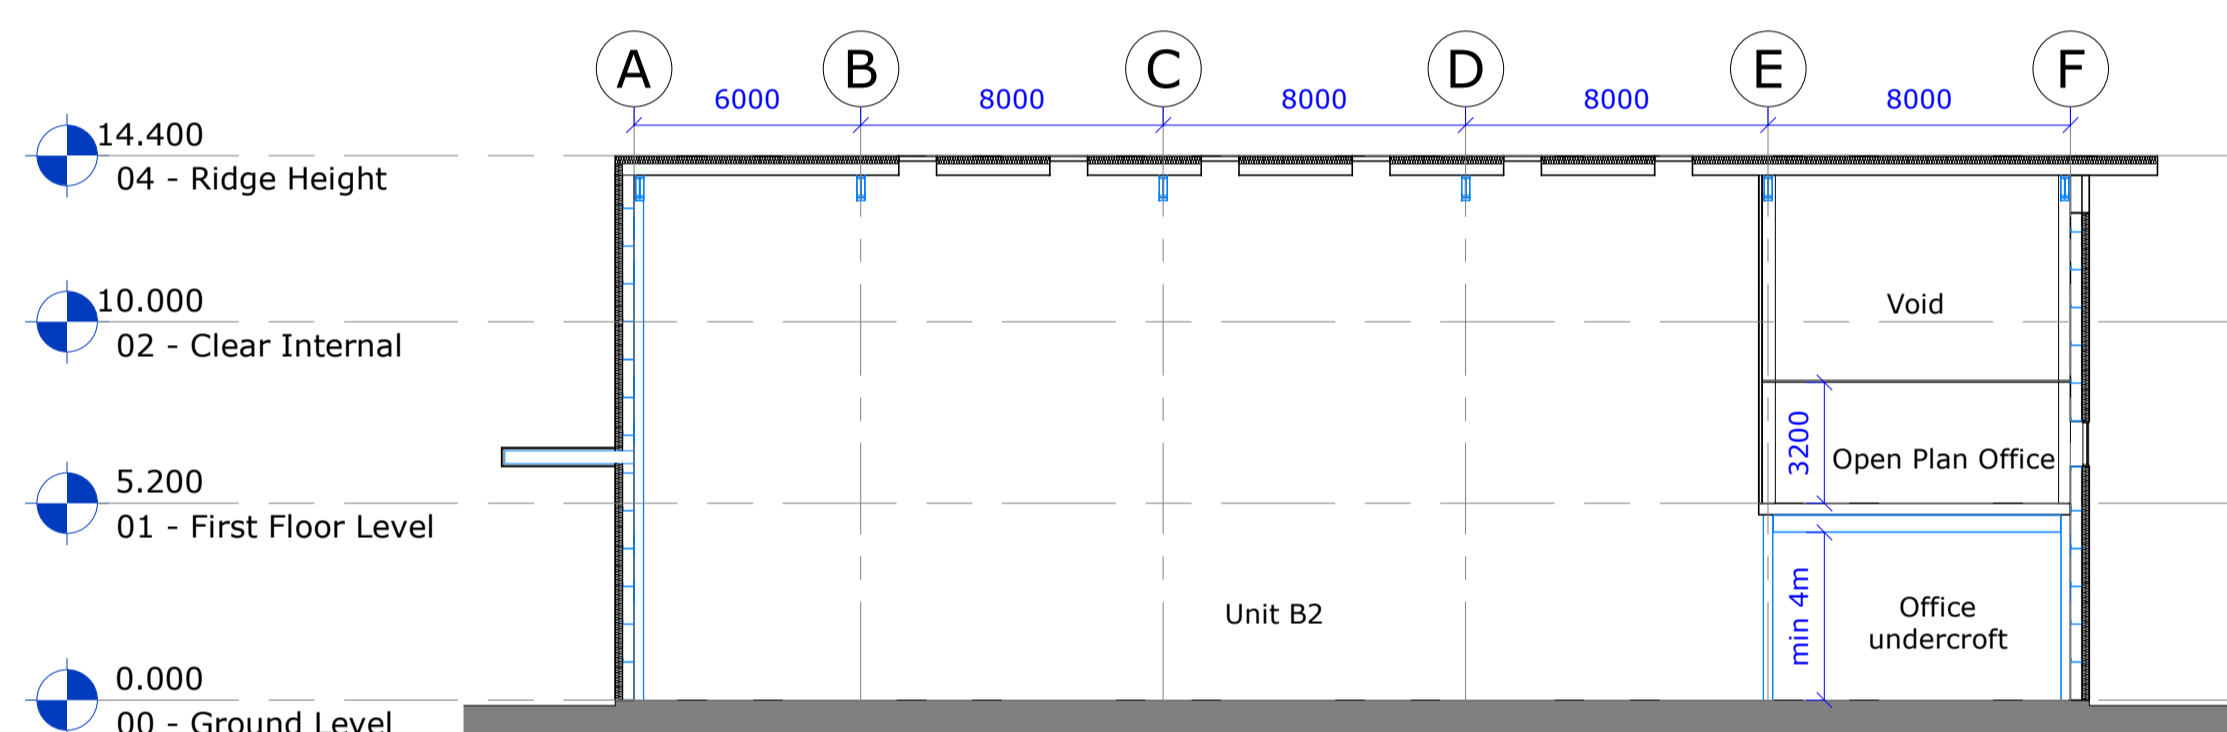 A B C D E F
6000 8000 8000 8000 8000
14.400
04 - Ridge Height
10.000
02 - Clear Internal
Void
3200
Open Plan Office
5.200
01 - First Floor Level
min 4m
Office
undercroft
Unit B2
0.000
00 - Ground Level